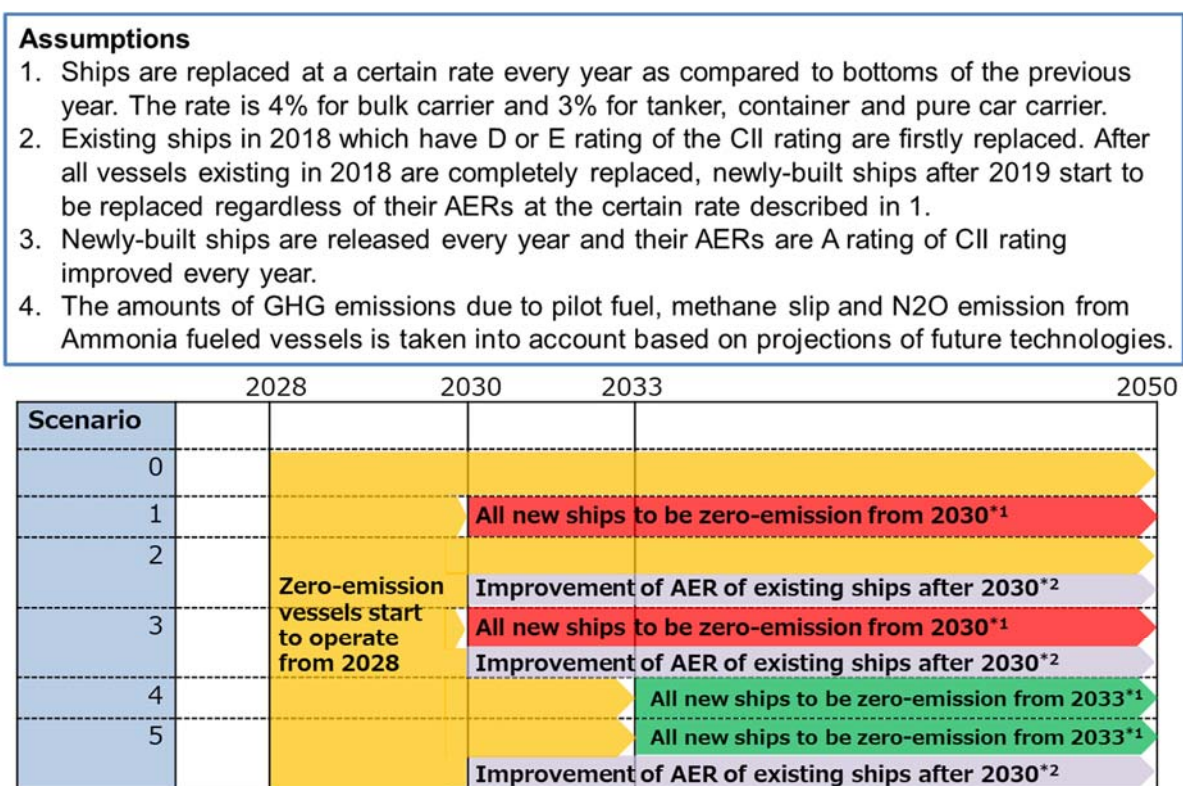 Assumptions
1. Ships are replaced at a certain rate every year as compared to bottoms of the previous
year. The rate is 4% for bulk carrier and 3% for tanker, container and pure car carrier.
2. Existing ships in 2018 which have D or E rating of the CII rating are firstly replaced. After
all vessels existing in 2018 are completely replaced, newly-built ships after 2019 start to
be replaced regardless of their AERs at the certain rate described in 1.
3. Newly-built ships are released every year and their AERs are A rating of CII rating
improved every year.
4. The amounts of GHG emissions due to pilot fuel, methane slip and N2O emission from
Ammonia fueled vessels is taken into account based on projections of future technologies.
2028 2030 2033 2050
Scenario
0
1 All new ships to be zero-emission from 2030*1
2
Zero-emission
vessels start
to operate
from 2028
Improvement of AER of existing ships after 2030*2
3 All new ships to be zero-emission from 2030*1
Improvement of AER of existing ships after 2030*2
4 All new ships to be zero-emission from 2033*1
5 All new ships to be zero-emission from 2033*1
Improvement of AER of existing ships after 2030*2